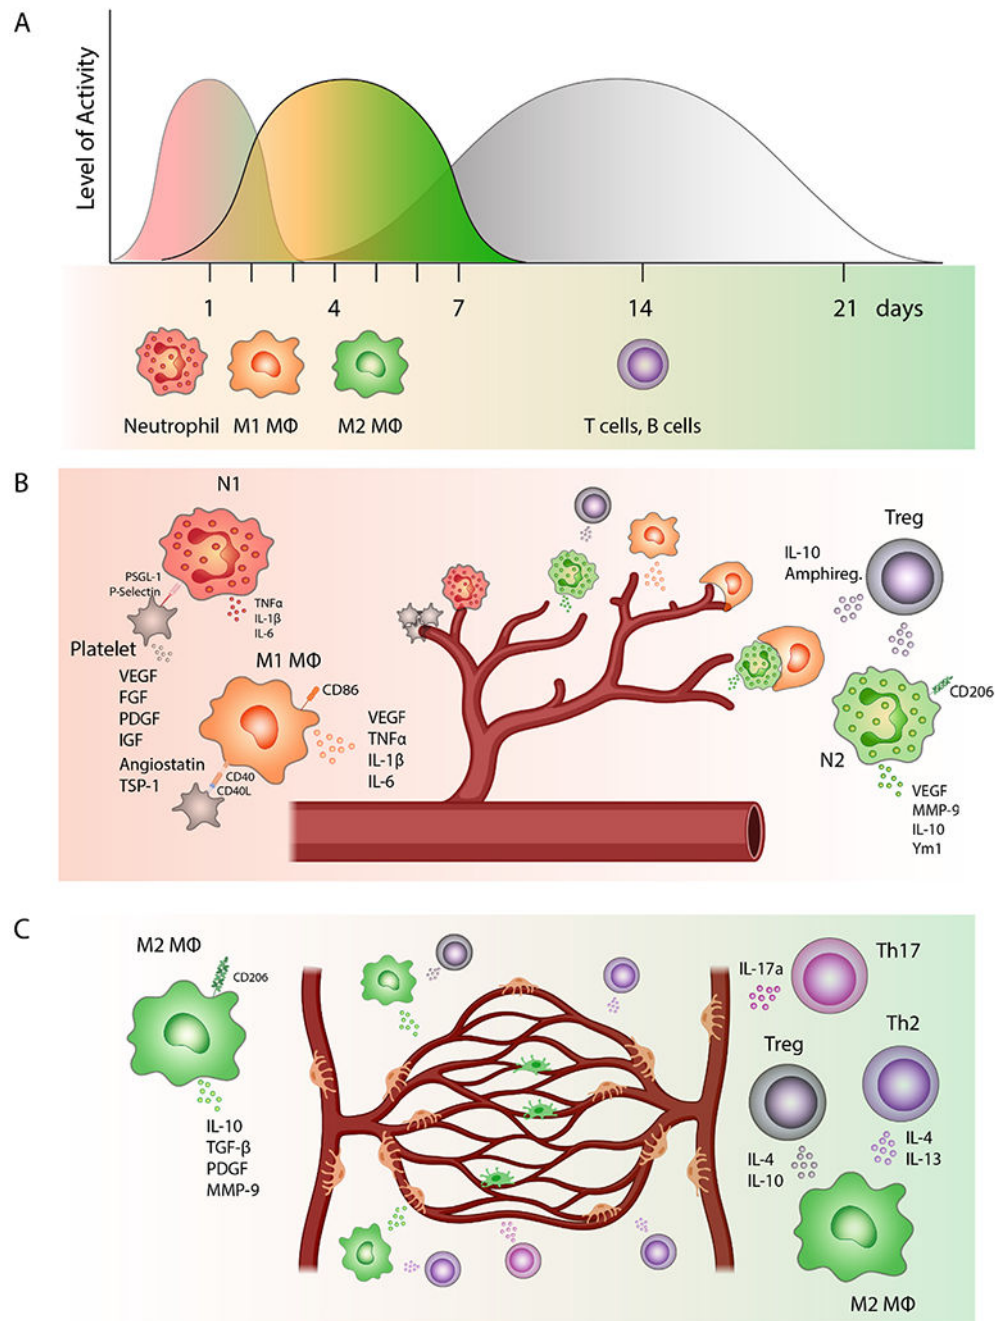 A
Level of Activity
1 4 7 14 21 days
Neutrophil M1 MΦ M2 MΦ T cells, B cells
B
N1
PSGL-1
P-Selectin
TNFα
IL-1β
IL-6
Platelet
VEGF
FGF
PDGF
IGF
Angiostatin
TSP-1
M1 MΦ
CD86
CD40
CD40L
VEGF
TNFα
IL-1β
IL-6
Treg
IL-10
Amphireg.
CD206
N2
VEGF
MMP-9
IL-10
Ym1
C
M2 MΦ
CD206
IL-10
TGF-β
PDGF
MMP-9
IL-17a
Th17
Treg
Th2
IL-4
IL-10
IL-4
IL-13
M2 MΦ